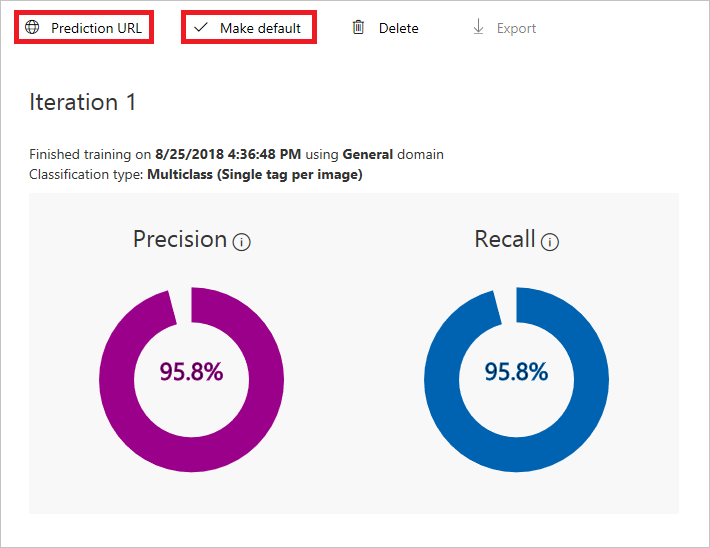 Prediction URL Make default Delete Export
Iteration 1
Finished training on 8/25/2018 4:36:48 PM using General domain
Classification type: Multiclass (Single tag per image)
Precision Recall
95.8% 95.8%